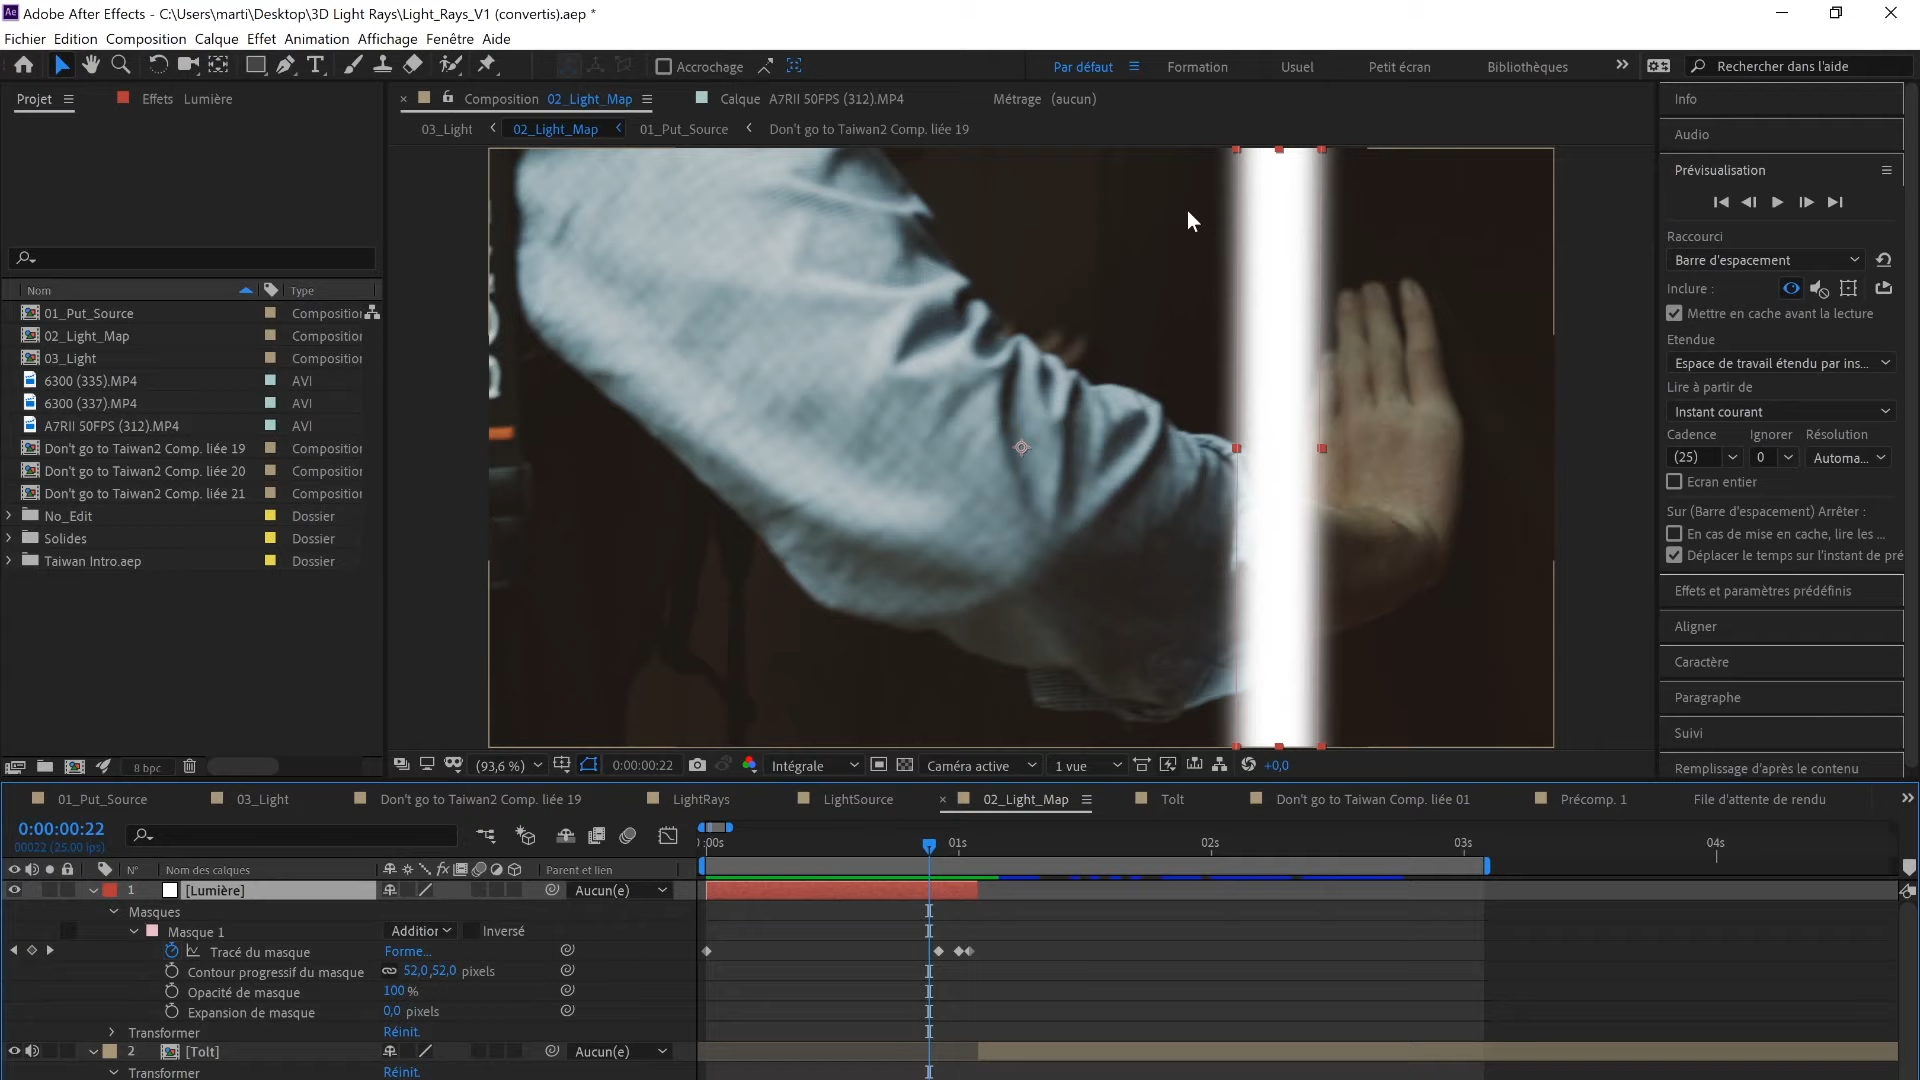 Adobe After Effects - C:\Users\marti\Desktop\3D Light Rays\Light_Rays_V1 (convertis).aep *
Fichier Edition Composition Calque Effet Animation Affichage Fenêtre Aide
Accrochage
Par défaut Formation Usuel Petit écran Bibliothèques
Rechercher dans l'aide
Projet
Effets Lumière
Composition 02_Light_Map
Calque A7RII 50FPS (312).MP4
Métrage (aucun)
03_Light 02_Light_Map 01_Put_Source Don't go to Taiwan2 Comp. liée 19
Nom Type
01_Put_Source Composition
02_Light_Map Composition
03_Light Composition
6300 (335).MP4 AVI
6300 (337).MP4 AVI
A7RII 50FPS (312).MP4 AVI
Don't go to Taiwan2 Comp. liée 19 Composition
Don't go to Taiwan2 Comp. liée 20 Composition
Don't go to Taiwan2 Comp. liée 21 Composition
No_Edit Dossier
Solides Dossier
Taiwan Intro.aep Dossier
8 bpc
(93,6 %) 0:00:00:22 Intégrale Caméra active 1 vue +0,0
Info
Audio
Prévisualisation
Raccourci
Barre d'espacement
Inclure :
Mettre en cache avant la lecture
Etendue
Espace de travail étendu par ins...
Lire à partir de
Instant courant
Cadence Ignorer Résolution
(25) 0 Automa...
Ecran entier
Sur (Barre d'espacement) Arrêter :
En cas de mise en cache, lire les ...
Déplacer le temps sur l'instant de pré
Effets et paramètres prédéfinis
Aligner
Caractère
Paragraphe
Suivi
Remplissage d'après le contenu
01_Put_Source 03_Light Don't go to Taiwan2 Comp. liée 19 LightRays LightSource 02_Light_Map Tolt Don't go to Taiwan Comp. liée 01 Précomp. 1 File d'attente de rendu
0:00:00:22
00022 (25.00 ips)
):00s 01s 02s 03s 04s
N° Nom des calques fx Parent et lien
1 [Lumière] Aucun(e)
Masques
Masque 1 Addition Inversé
Tracé du masque Forme...
Contour progressif du masque 52,0,52,0 pixels
Opacité de masque 100 %
Expansion de masque 0,0 pixels
Transformer Réinit.
2 [Tolt] Aucun(e)
Transformer Réinit.